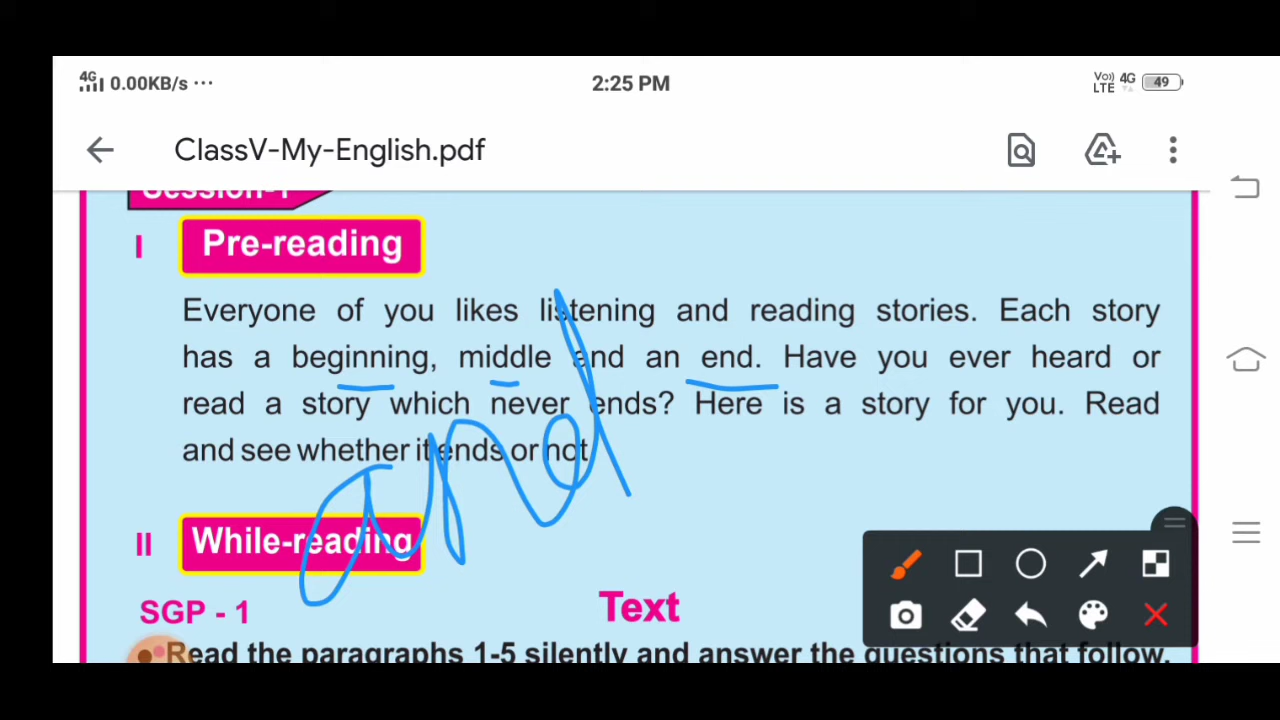 4G 0.00KB/s ··· 2:25 PM Vo) LTE 4G 49
ClassV-My-English.pdf
Session-1
I Pre-reading
Everyone of you likes listening and reading stories. Each story
has a beginning, middle and an end. Have you ever heard or
read a story which never ends? Here is a story for you. Read
and see whether it ends or not.
and
II While-reading
SGP - 1 Text
Read the paragraphs 1-5 silently and answer the questions that follow.